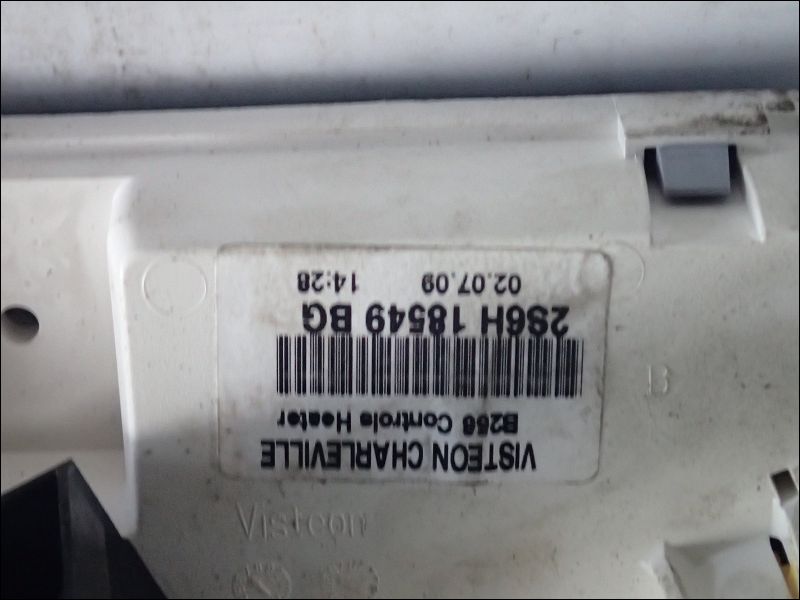 VISTEON CHARLEVILLE
B256 Controls Heater
2S6H 18549 BG
02.07.09 14:28
B
Visteon